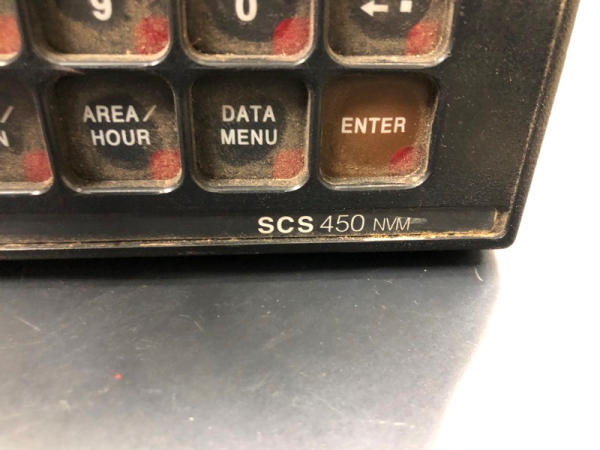 9 0
AREA/ DATA ENTER
HOUR MENU
SCS 450 NVM